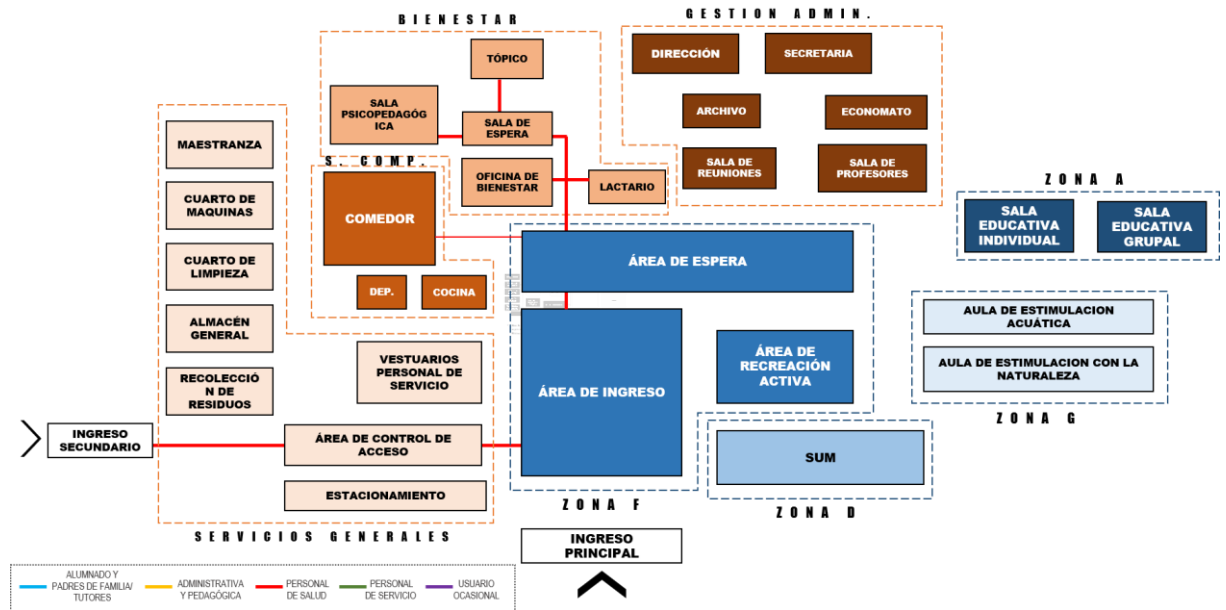 BIENESTAR
GESTION ADMIN.
TÓPICO
SALA
PSICOPEDAGÓG
ICA
SALA DE
ESPERA
OFICINA DE
BIENESTAR
LACTARIO
DIRECCIÓN
SECRETARIA
ARCHIVO
ECONOMATO
SALA DE
REUNIONES
SALA DE
PROFESORES
S. COMP.
COMEDOR
DEP.
COCINA
MAESTRANZA
CUARTO DE
MAQUINAS
CUARTO DE
LIMPIEZA
ALMACÉN
GENERAL
RECOLECCIÓ
N DE
RESIDUOS
VESTUARIOS
PERSONAL DE
SERVICIO
INGRESO
SECUNDARIO
ÁREA DE CONTROL DE
ACCESO
ESTACIONAMIENTO
SERVICIOS GENERALES
ÁREA DE ESPERA
ÁREA DE INGRESO
ÁREA DE
RECREACIÓN
ACTIVA
ZONA F
SUM
ZONA D
ZONA A
SALA
EDUCATIVA
INDIVIDUAL
SALA
EDUCATIVA
GRUPAL
AULA DE ESTIMULACION
ACUÁTICA
AULA DE ESTIMULACION CON LA
NATURALEZA
ZONA G
INGRESO
PRINCIPAL
ALUMNADO Y
PADRES DE FAMILIA/
TUTORES
ADMINISTRATIVA
Y PEDAGÓGICA
PERSONAL
DE SALUD
PERSONAL
DE SERVICIO
USUARIO
OCASIONAL